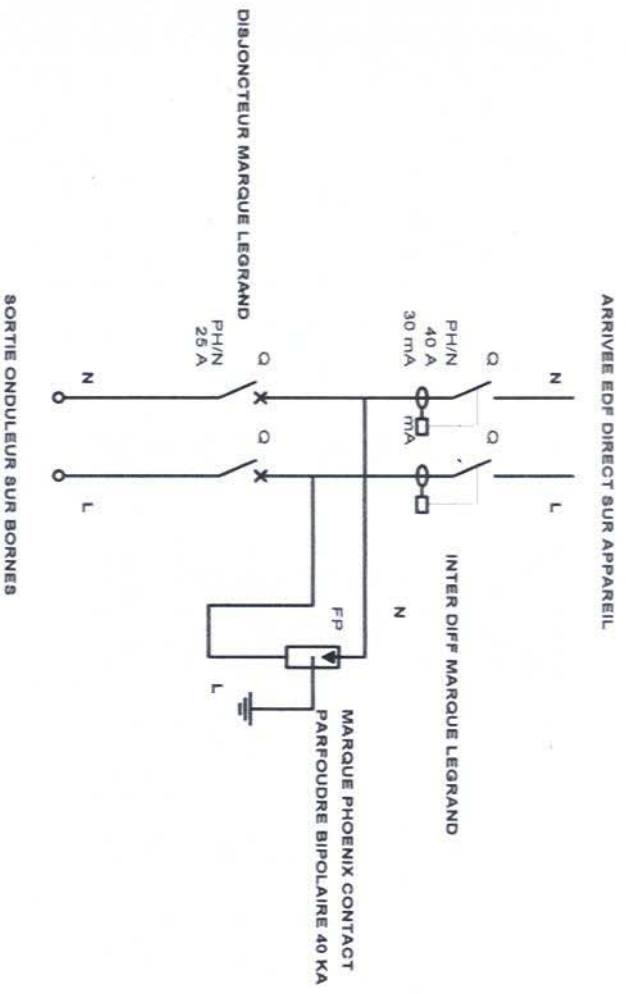 ARRIVEE EDF DIRECT SUR APPAREIL
N
L
Q
Q
PH/N
40 A
30 mA
mA
INTER DIFF MARQUE LEGRAND
N
FP
L
MARQUE PHOENIX CONTACT
PARFOUDRE BIPOLAIRE 40 KA
DISJONCTEUR MARQUE LEGRAND
Q
Q
PH/N
25 A
N
L
SORTIE ONDULEUR SUR BORNES